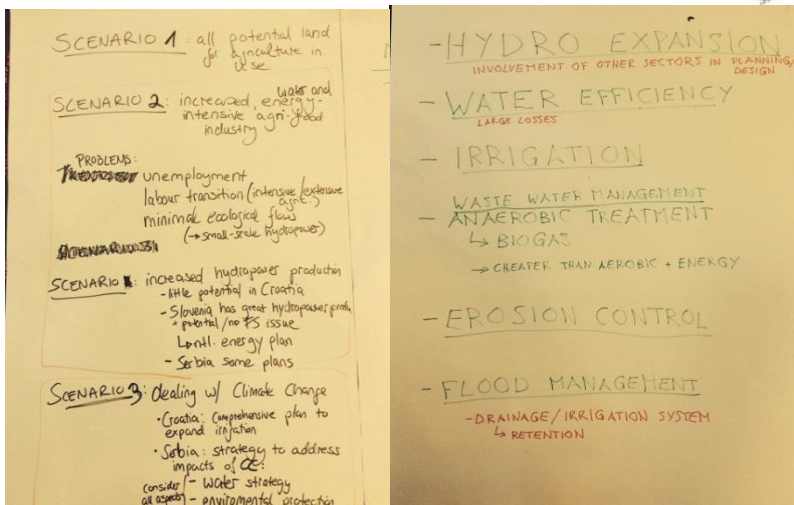 SCENARIO 1: all potential land
for agriculture in
use
SCENARIO 2: increased, water and energy-
intensive agri-food
industry
PROBLEMS:
unemployment
labour transition (intensive/extensive
agric.)
minimal ecological flows
(→ small-scale hydropower)
SCENARIO : increased hydropower production
- little potential in Croatia
- Slovenia has great hydropower
+ potential/no FS issue
↳ ntl. energy plan
- Serbia some plans
SCENARIO 3: dealing w/ Climate Change
• Croatia: Comprehensive plan to
expand irrigation
• Serbia: strategy to address
impacts of
(consider - water strategy
all aspects) - enviromental protection
- HYDRO EXPANSION
INVOLVEMENT OF OTHER SECTORS IN PLANNING/
DESIGN
- WATER EFFICIENCY
LARGE LOSSES
- IRRIGATION
WASTE WATER MANAGEMENT
- ANAEROBIC TREATMENT
↳ BIOGAS
→ CHEAPER THAN AEROBIC + ENERGY
- EROSION CONTROL
- FLOOD MANAGEMENT
- DRAINAGE/IRRIGATION SYSTEM
↳ RETENTION